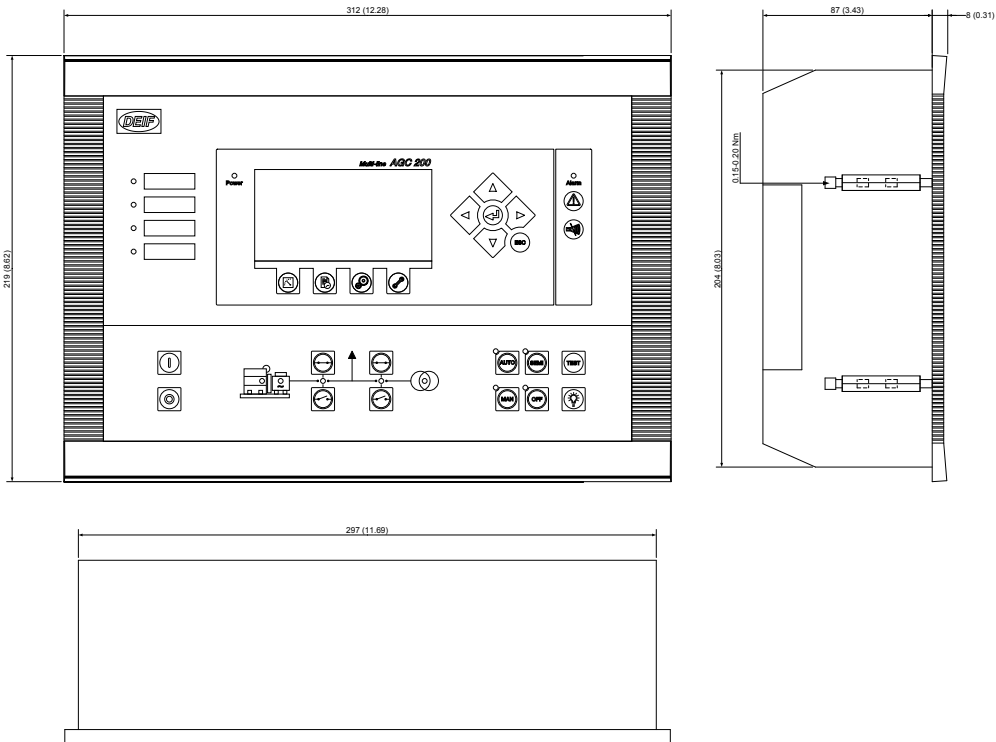 312 (12.28)
87 (3.43)
8 (0.31)
DEIF
Multi-line AGC 200
Power
Alarm
0.15-0.20 Nm
219 (8.62)
204 (8.03)
ESC
AUTO
SEMI
TEST
MAN
OFF
297 (11.69)